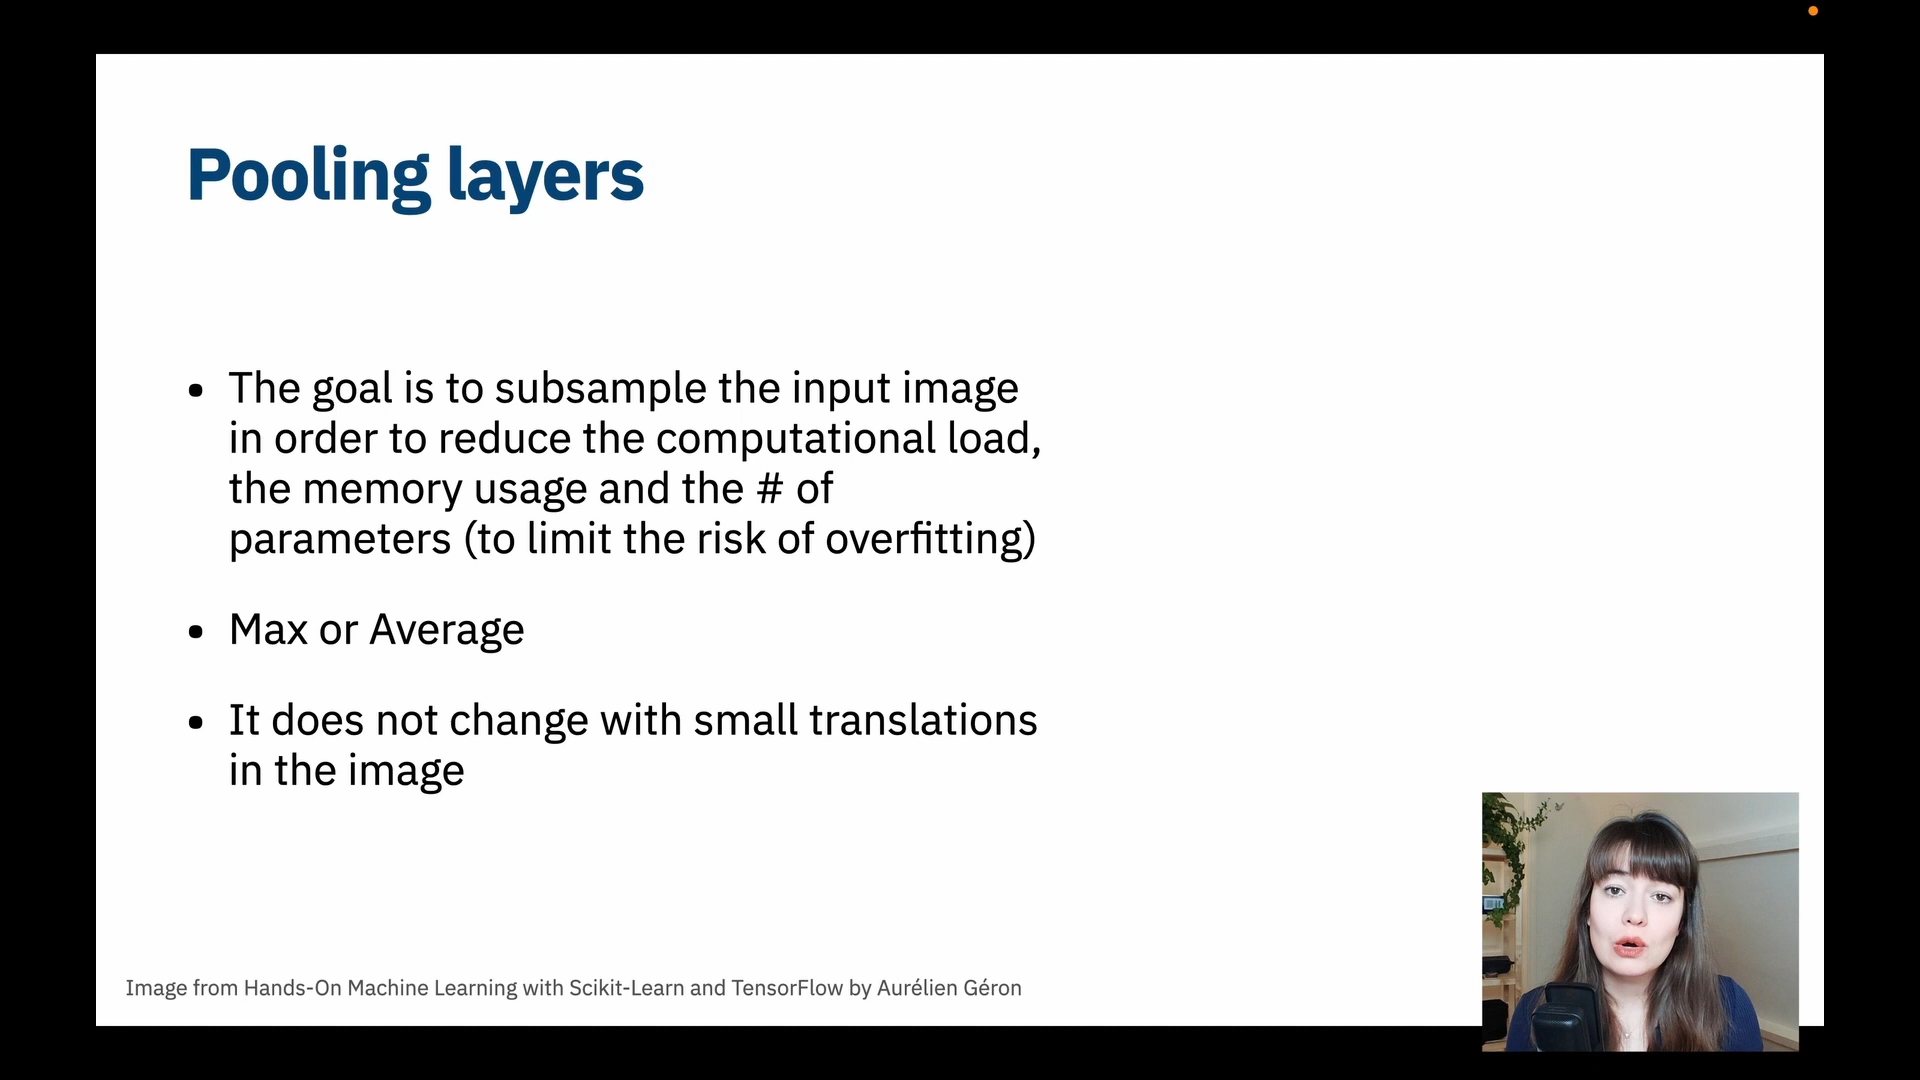 Pooling layers
• The goal is to subsample the input image
in order to reduce the computational load,
the memory usage and the # of
parameters (to limit the risk of overfitting)
• Max or Average
• It does not change with small translations
in the image
Image from Hands-On Machine Learning with Scikit-Learn and TensorFlow by Aurélien Géron